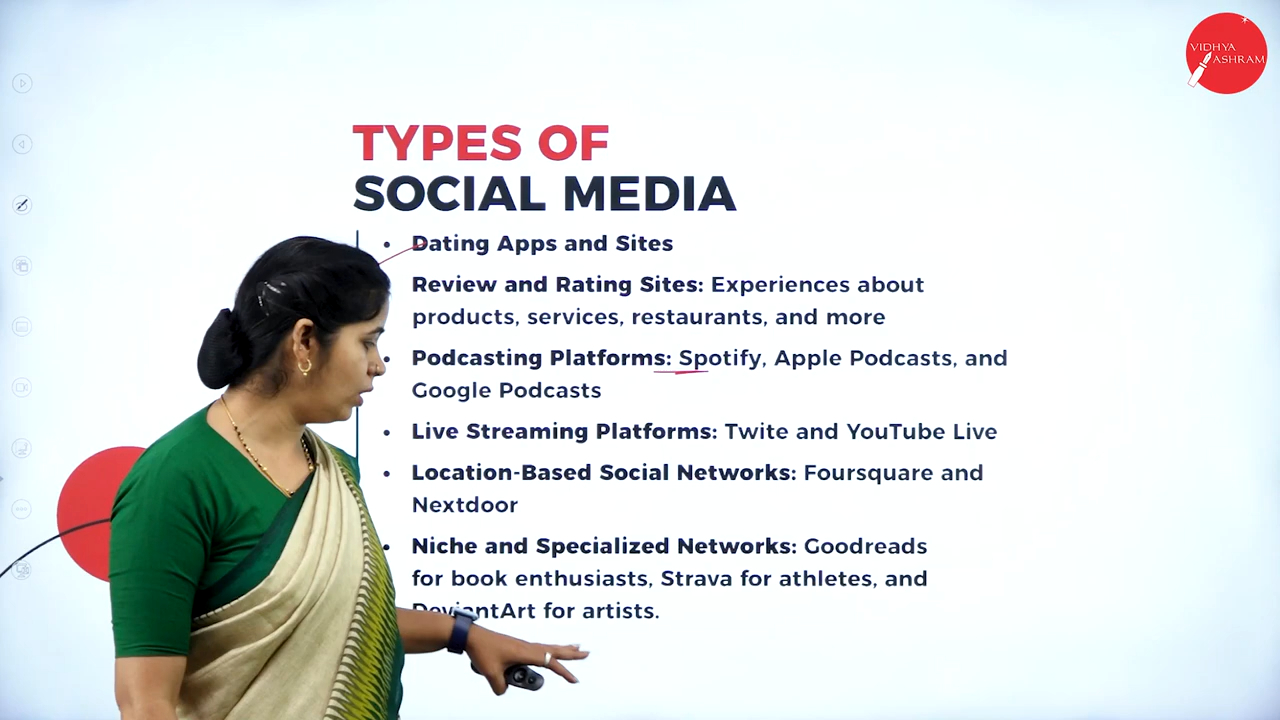 VIDHYA
ASHRAM
TYPES OF
SOCIAL MEDIA
• Dating Apps and Sites
Review and Rating Sites: Experiences about
products, services, restaurants, and more
• Podcasting Platforms: Spotify, Apple Podcasts, and
Google Podcasts
• Live Streaming Platforms: Twite and YouTube Live
• Location-Based Social Networks: Foursquare and
Nextdoor
• Niche and Specialized Networks: Goodreads
for book enthusiasts, Strava for athletes, and
DeviantArt for artists.